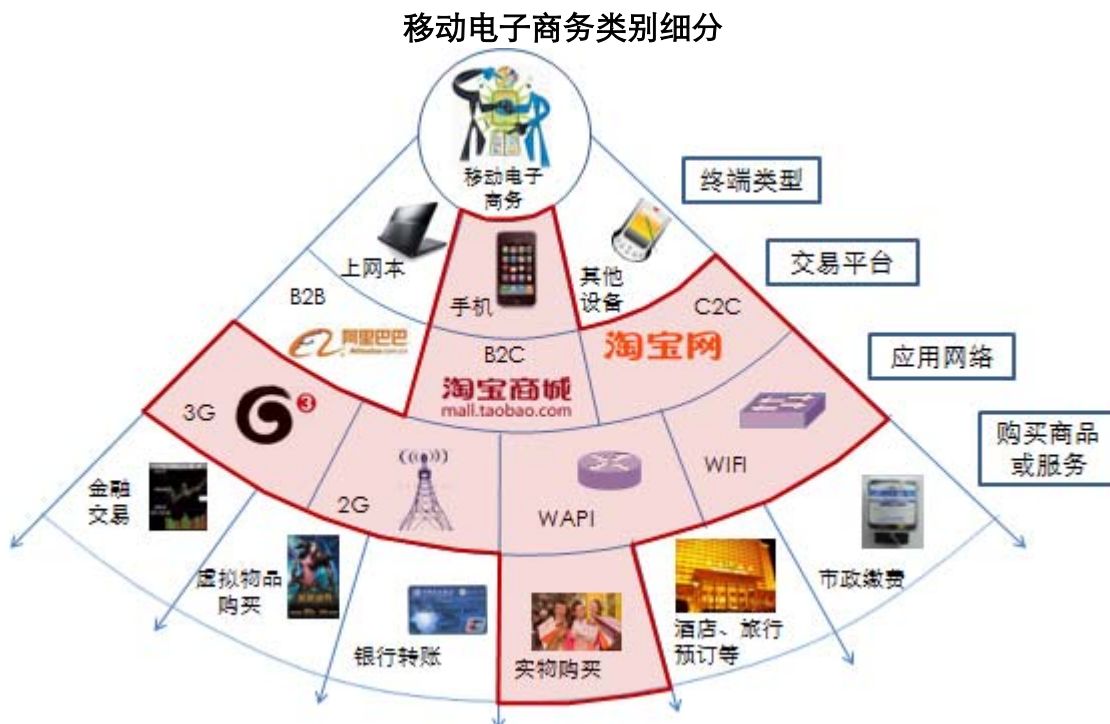 移动电子商务类别细分
移动电子
商务
终端类型
上网本
手机
其他
设备
交易平台
B2B
阿里巴巴
B2C
淘宝商城
mall.taobao.com
C2C
淘宝网
应用网络
3G
2G
WAPI
WIFI
购买商品
或服务
金融
交易
虚拟物品
购买
银行转账
实物购买
酒店、旅行
预订等
市政缴费